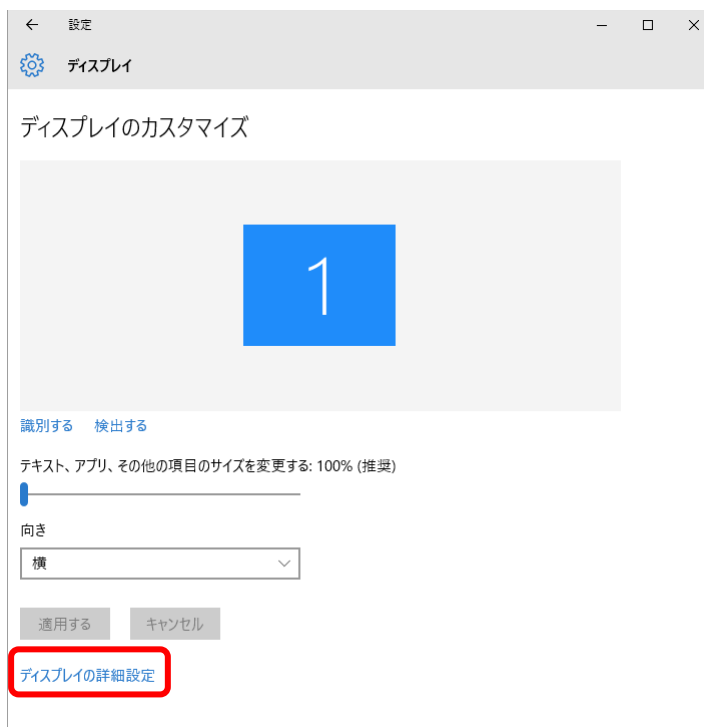 設定
ディスプレイ
ディスプレイのカスタマイズ
1
識別する 検出する
テキスト、アプリ、その他の項目のサイズを変更する: 100% (推奨)
向き
横
適用する キャンセル
ディスプレイの詳細設定